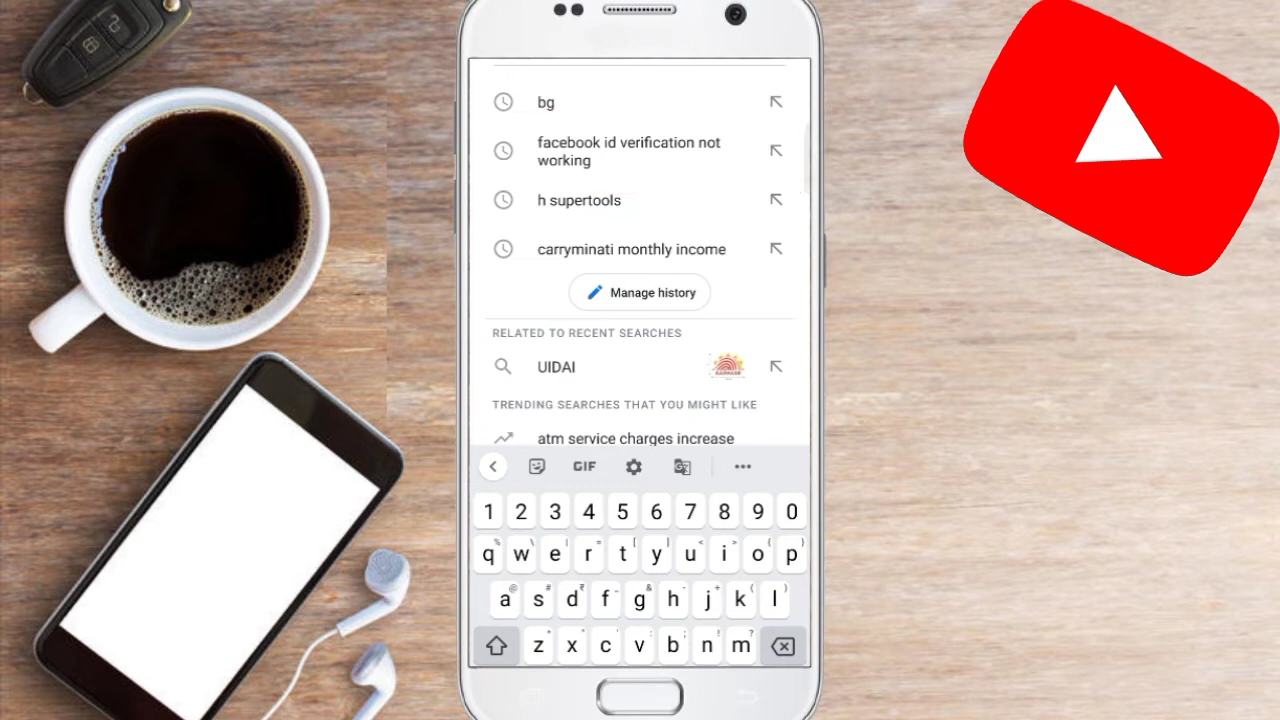 bg
facebook id verification not
working
h supertools
carryminati monthly income
Manage history
RELATED TO RECENT SEARCHES
UIDAI
AADHAAR
TRENDING SEARCHES THAT YOU MIGHT LIKE
atm service charges increase
GIF
1 2 3 4 5 6 7 8 9 0
q w e r t y u i o p
a s d f g h j k l
z x c v b n m